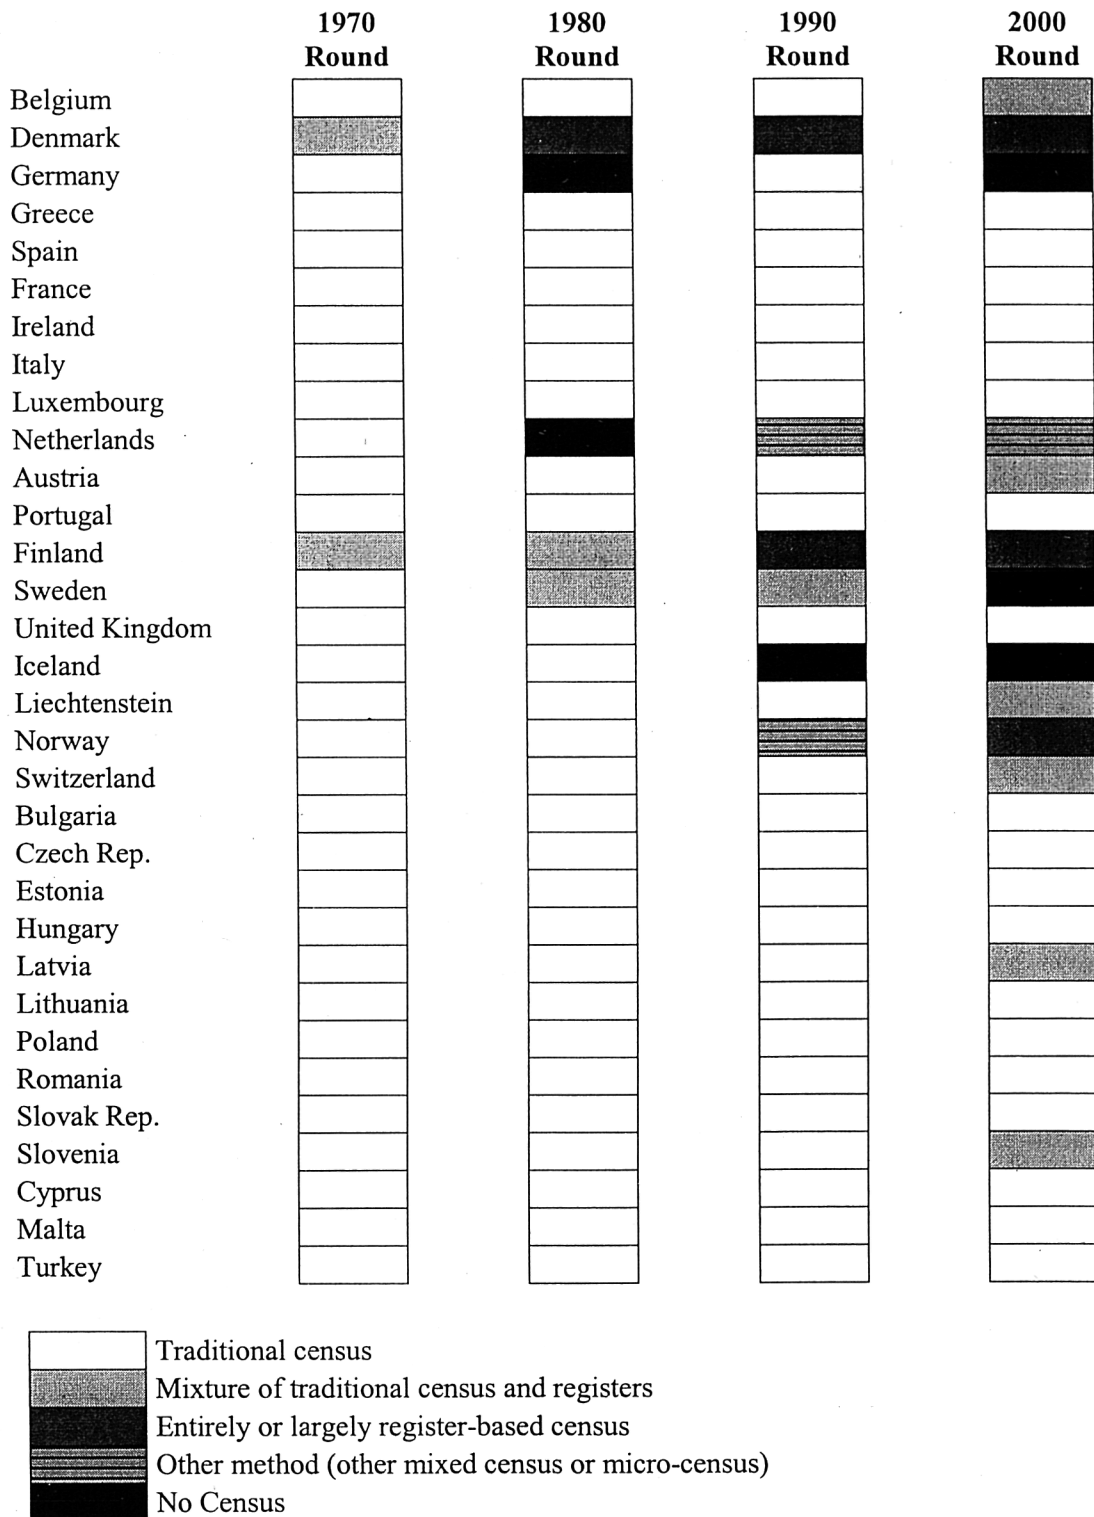 1970 1980 1990 2000
Round Round Round Round
Belgium
Denmark
Germany
Greece
Spain
France
Ireland
Italy
Luxembourg
Netherlands
Austria
Portugal
Finland
Sweden
United Kingdom
Iceland
Liechtenstein
Norway
Switzerland
Bulgaria
Czech Rep.
Estonia
Hungary
Latvia
Lithuania
Poland
Romania
Slovak Rep.
Slovenia
Cyprus
Malta
Turkey
Traditional census
Mixture of traditional census and registers
Entirely or largely register-based census
Other method (other mixed census or micro-census)
No Census